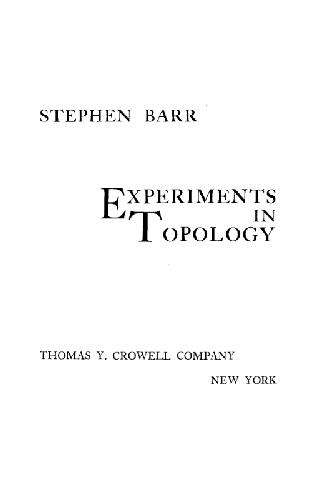 STEPHEN BARR
EXPERIMENTS
IN
TOPOLOGY
THOMAS Y. CROWELL COMPANY
NEW YORK